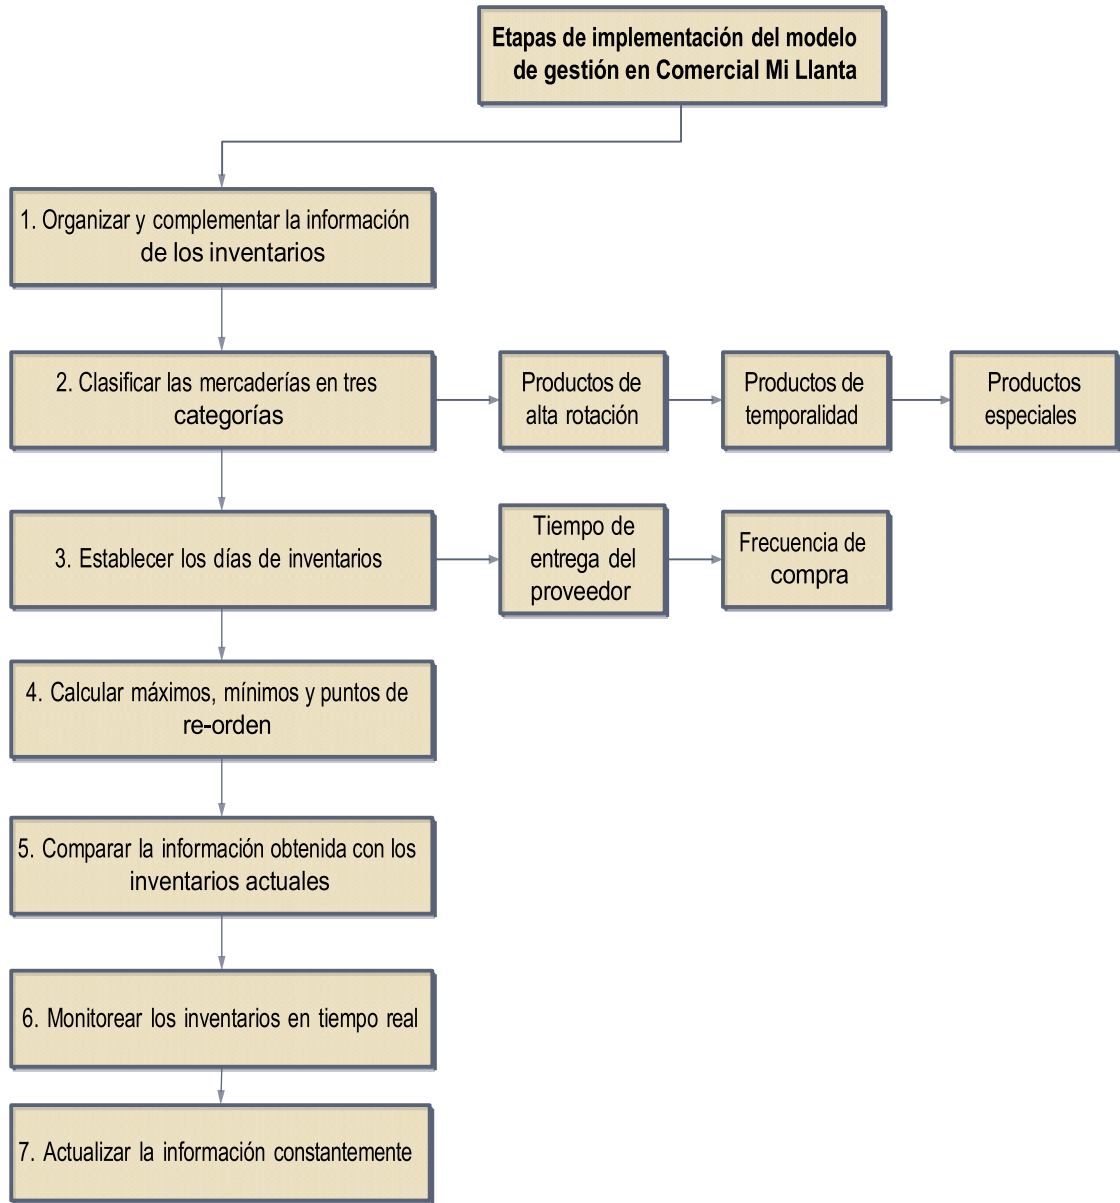 Etapas de implementación del modelo
de gestión en Comercial Mi Llanta
1. Organizar y complementar la información
de los inventarios
2. Clasificar las mercaderías en tres
categorías
Productos de
alta rotación
Productos de
temporalidad
Productos
especiales
3. Establecer los días de inventarios
Tiempo de
entrega del
proveedor
Frecuencia de
compra
4. Calcular máximos, mínimos y puntos de
re-orden
5. Comparar la información obtenida con los
inventarios actuales
6. Monitorear los inventarios en tiempo real
7. Actualizar la información constantemente